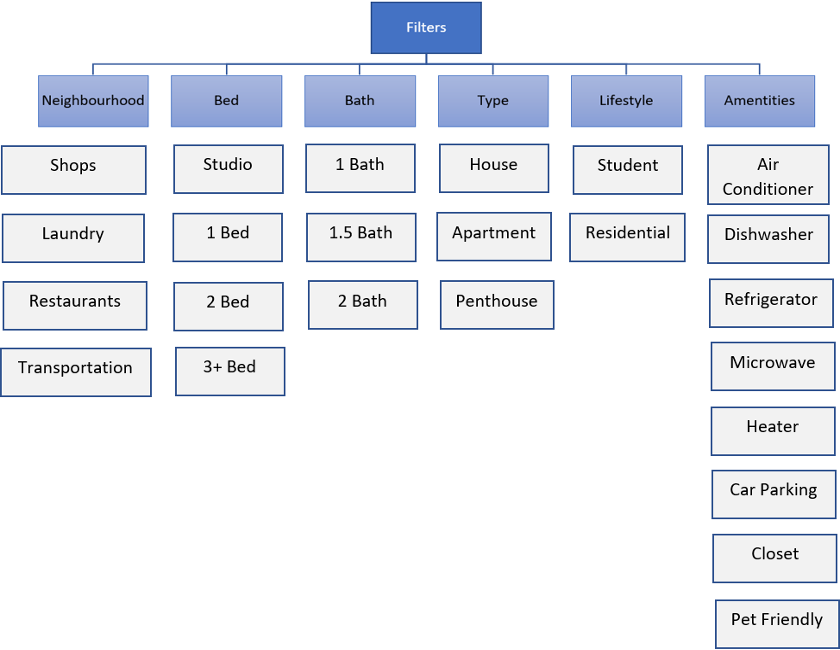 Filters
Neighbourhood
Bed
Bath
Type
Lifestyle
Amentities
Shops
Studio
1 Bath
House
Student
Air
Conditioner
Laundry
1 Bed
1.5 Bath
Apartment
Residential
Dishwasher
Restaurants
2 Bed
2 Bath
Penthouse
Refrigerator
Transportation
3+ Bed
Microwave
Heater
Car Parking
Closet
Pet Friendly